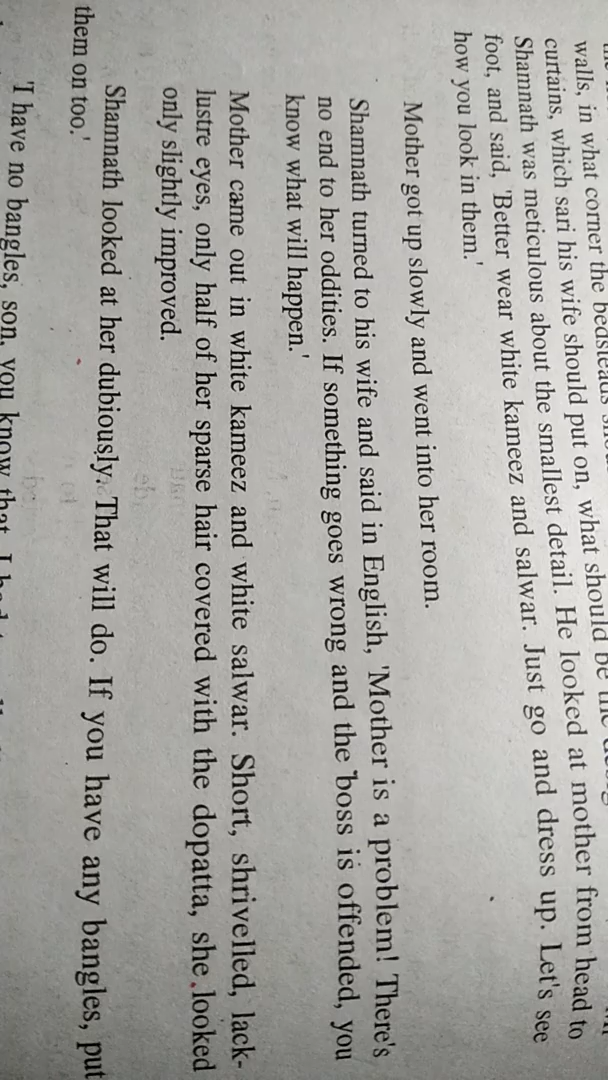 walls, in what corner the bedsteads
curtains, which sari his wife should put on, what should be the
Shamnath was meticulous about the smallest detail. He looked at mother from head to
foot, and said, 'Better wear white kameez and salwar. Just go and dress up. Let's see
how you look in them.'
Mother got up slowly and went into her room.
Shamnath turned to his wife and said in English, 'Mother is a problem! There's
no end to her oddities. If something goes wrong and the boss is offended, you
know what will happen.'
Mother came out in white kameez and white salwar. Short, shrivelled, lack-
lustre eyes, only half of her sparse hair covered with the dopatta, she looked
only slightly improved.
Shamnath looked at her dubiously. That will do. If you have any bangles, put
them on too.'
'I have no bangles, son, you know that. I had